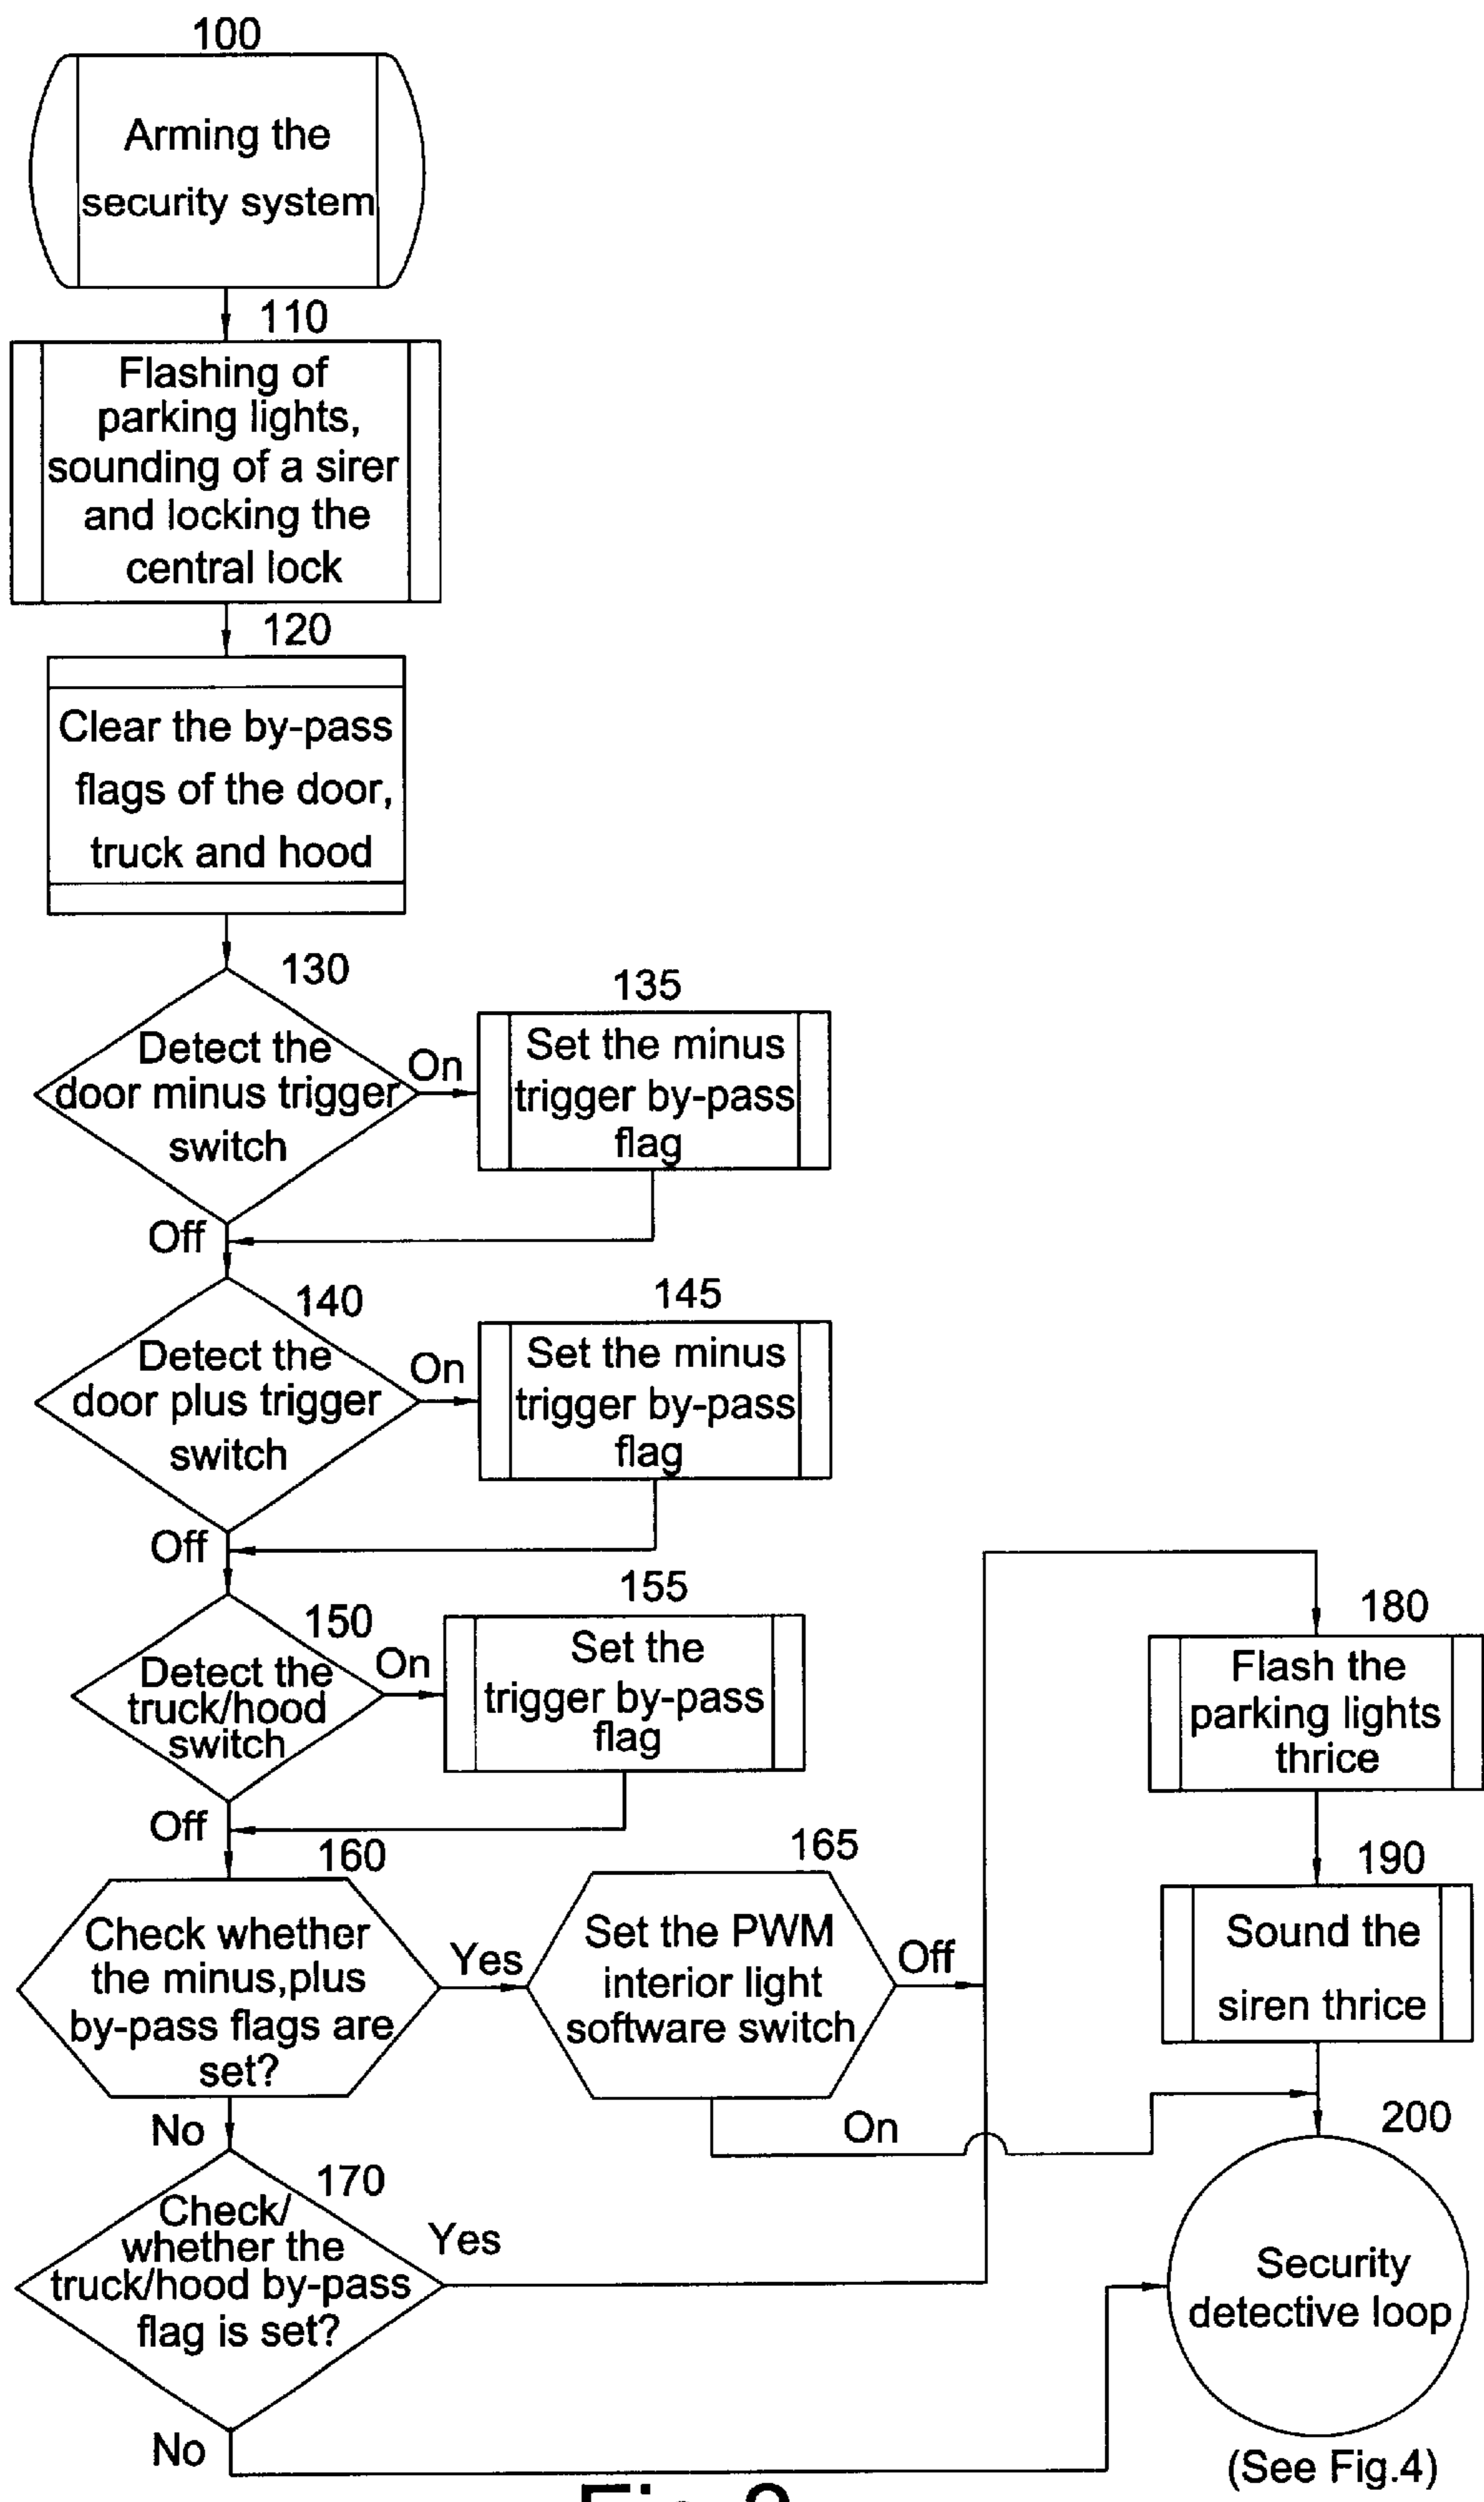 100
Arming the
security system
110
Flashing of
parking lights,
sounding of a sirer
and locking the
central lock
120
Clear the by-pass
flags of the door,
truck and hood
130
Detect the
door minus trigger
switch
On
Off
135
Set the minus
trigger by-pass
flag
140
Detect the
door plus trigger
switch
On
Off
145
Set the minus
trigger by-pass
flag
150
Detect the
truck/hood
switch
On
Off
155
Set the
trigger by-pass
flag
160
Check whether
the minus,plus
by-pass flags are
set?
Yes
No
165
Set the PWM
interior light
software switch
Off
On
170
Check/
whether the
truck/hood by-pass
flag is set?
Yes
No
180
Flash the
parking lights
thrice
190
Sound the
siren thrice
200
Security
detective loop
(See Fig.4)